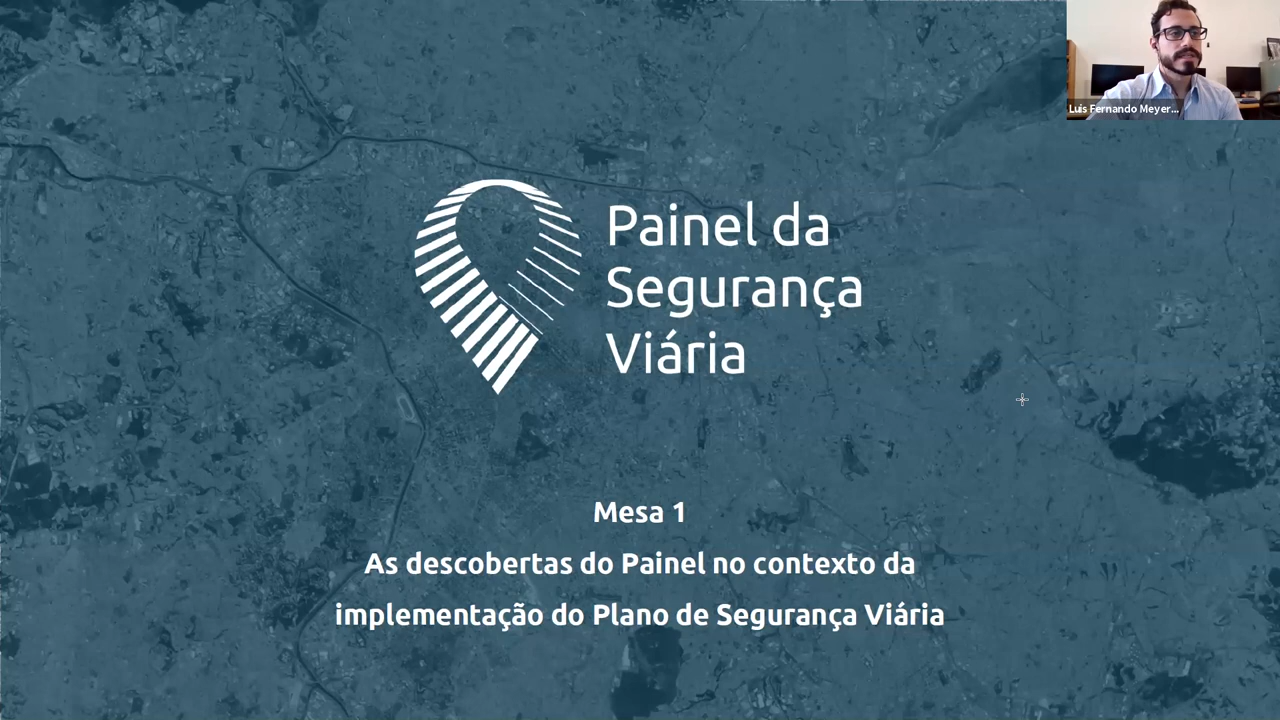 Luis Fernando Meyer...
Painel da
Segurança
Viária
Mesa 1
As descobertas do Painel no contexto da
implementação do Plano de Segurança Viária